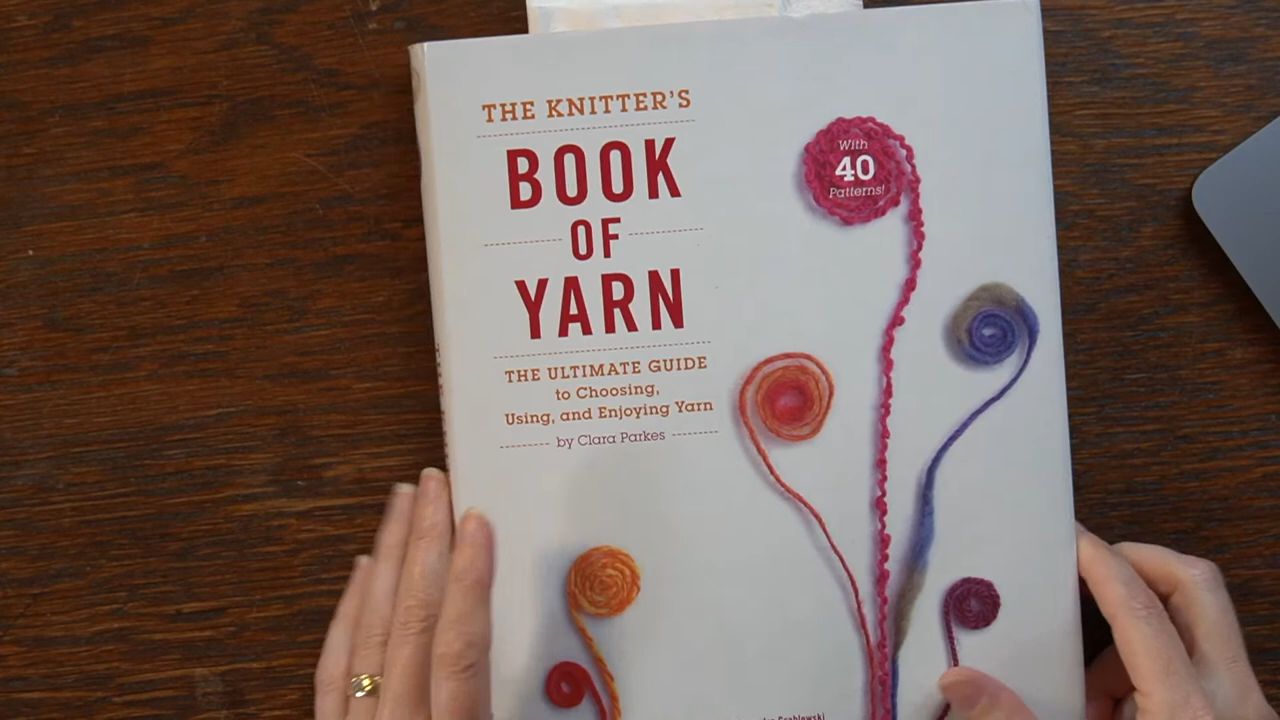 THE KNITTER'S
BOOK
OF
YARN
THE ULTIMATE GUIDE
to Choosing,
Using, and Enjoying Yarn
by Clara Parkes
With
40
Patterns!